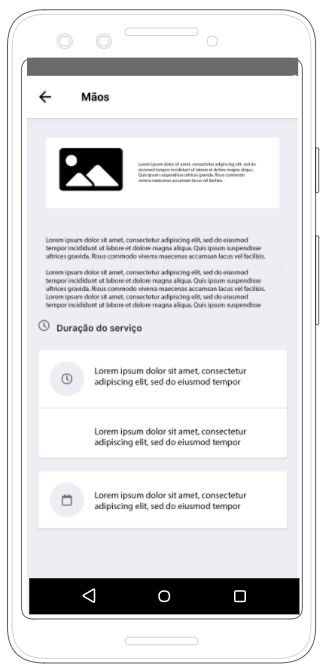 Mãos
Lorem ipsum dolor sit amet, consectetur adipiscing elit, sed do
eiusmod tempor incididunt ut labore et dolore magna aliqua.
Quis ipsum suspendisse ultrices gravida. Risus commodo
viverra maecenas accumsan lacus vel facilisis.
Lorem ipsum dolor sit amet, consectetur adipiscing elit, sed do eiusmod
tempor incididunt ut labore et dolore magna aliqua. Quis ipsum suspendisse
ultrices gravida. Risus commodo viverra maecenas accumsan lacus vel facilisis.
Lorem ipsum dolor sit amet, consectetur adipiscing elit, sed do eiusmod
tempor incididunt ut labore et dolore magna aliqua. Quis ipsum suspendisse
ultrices gravida. Risus commodo viverra maecenas accumsan lacus vel facilisis.
Lorem ipsum dolor sit amet, consectetur adipiscing elit, sed do eiusmod
tempor incididunt ut labore et dolore magna aliqua. Quis ipsum suspendisse
Duração do serviço
Lorem ipsum dolor sit amet, consectetur
adipiscing elit, sed do eiusmod tempor
Lorem ipsum dolor sit amet, consectetur
adipiscing elit, sed do eiusmod tempor
Lorem ipsum dolor sit amet, consectetur
adipiscing elit, sed do eiusmod tempor